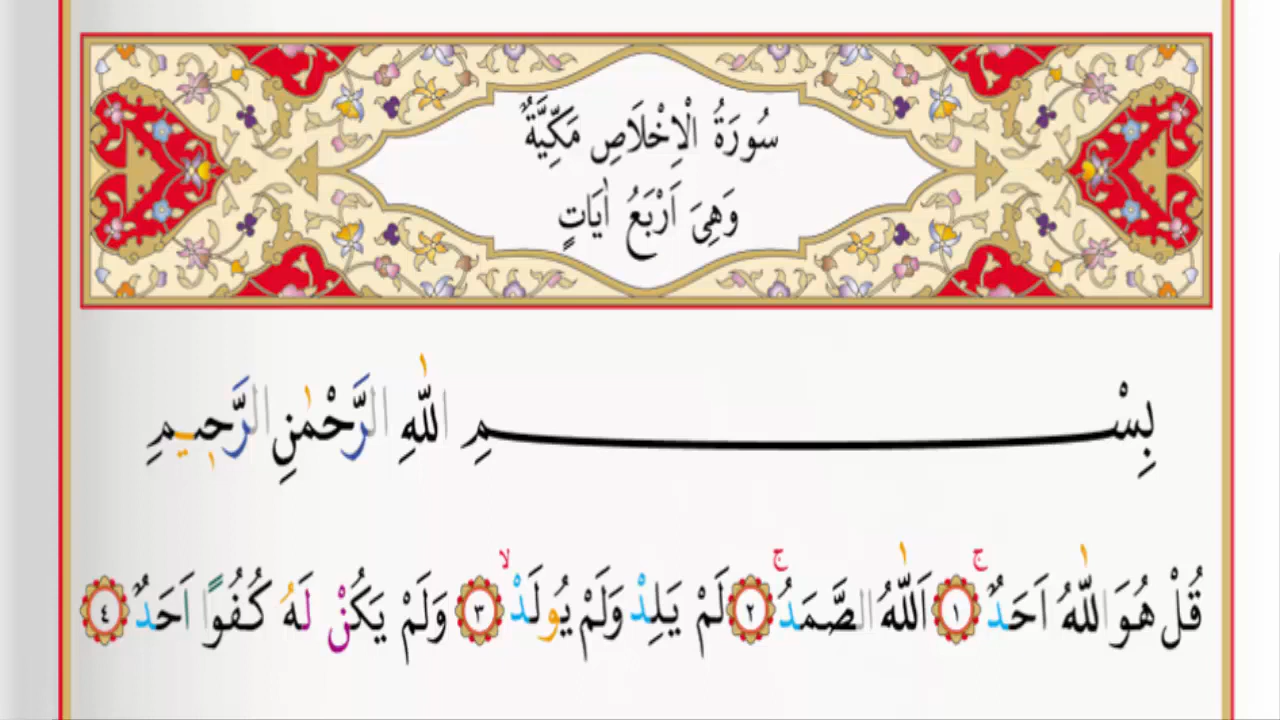 سُورَةُ الْاِخْلَاصِ مَكِّيَّةٌ
وَهِىَ اَرْبَعُ اٰيَاتٍ
بِسْمِ اللّٰهِ الرَّحْمٰنِ الرَّحٖيمِ
قُلْ هُوَ اللّٰهُ اَحَدٌۚ ﴿١﴾ اَللّٰهُ الصَّمَدُۚ ﴿٢﴾ لَمْ يَلِدْ وَلَمْ يُولَدْۙ ﴿٣﴾ وَلَمْ يَكُنْ لَهُ كُفُوًا اَحَدٌ ﴿٤﴾